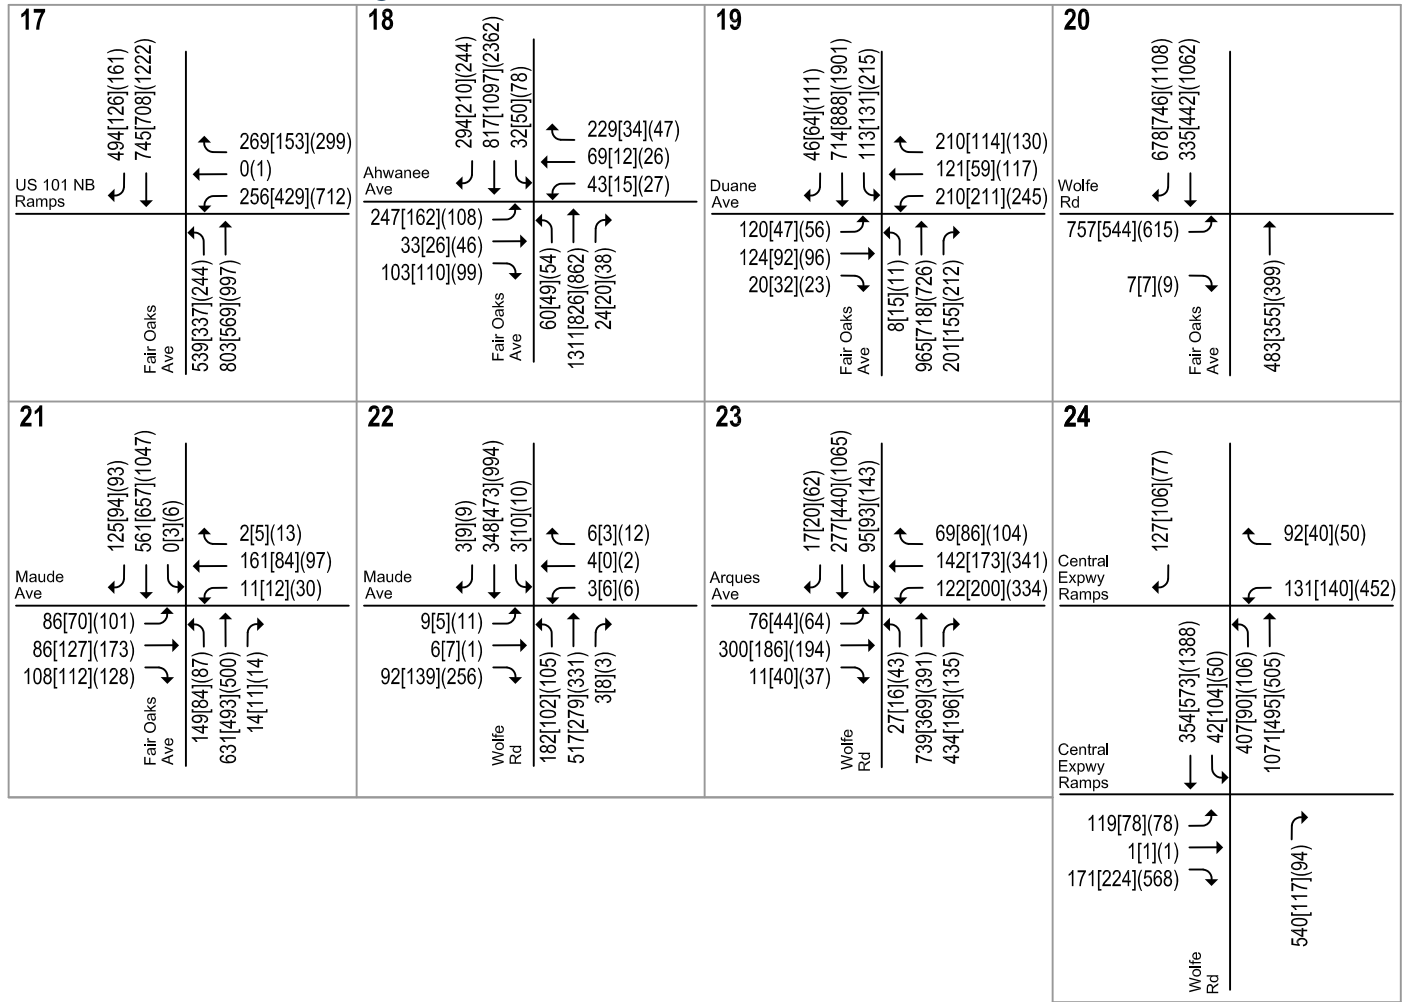 17
494[126](161)
745[708](1222)
269[153](299)
0(1)
256[429](712)
US 101 NB
Ramps
539[337](244)
803[569](997)
Fair Oaks
Ave
18
294[210](244)
817[1097](2362)
32[50](78)
229[34](47)
69[12](26)
43[15](27)
Ahwanee
Ave
247[162](108)
33[26](46)
103[110](99)
60[49](54)
1311[826](862)
24[20](38)
Fair Oaks
Ave
19
46[64](111)
714[888](1901)
113[131](215)
210[114](130)
121[59](117)
210[211](245)
Duane
Ave
120[47](56)
124[92](96)
20[32](23)
8[15](11)
965[718](726)
201[155](212)
Fair Oaks
Ave
20
678[746](1108)
335[442](1062)
Wolfe
Rd
757[544](615)
7[7](9)
483[355](399)
Fair Oaks
Ave
21
125[94](93)
561[657](1047)
0[3](6)
2[5](13)
161[84](97)
11[12](30)
Maude
Ave
86[70](101)
86[127](173)
108[112](128)
149[84](87)
631[493](500)
14[11](14)
Fair Oaks
Ave
22
3[9](9)
348[473](994)
3[10](10)
6[3](12)
4[0](2)
3[6](6)
Maude
Ave
9[5](11)
6[7](1)
92[139](256)
182[102](105)
517[279](331)
3[8](3)
Wolfe
Rd
23
17[20](62)
277[440](1065)
95[93](143)
69[86](104)
142[173](341)
122[200](334)
Arques
Ave
76[44](64)
300[186](194)
11[40](37)
27[16](43)
739[369](391)
434[196](135)
Wolfe
Rd
24
127[106](77)
92[40](50)
131[140](452)
Central
Expwy
Ramps
354[573](1388)
42[104](50)
407[90](106)
1071[495](505)
Central
Expwy
Ramps
119[78](78)
1[1](1)
171[224](568)
540[117](94)
Wolfe
Rd